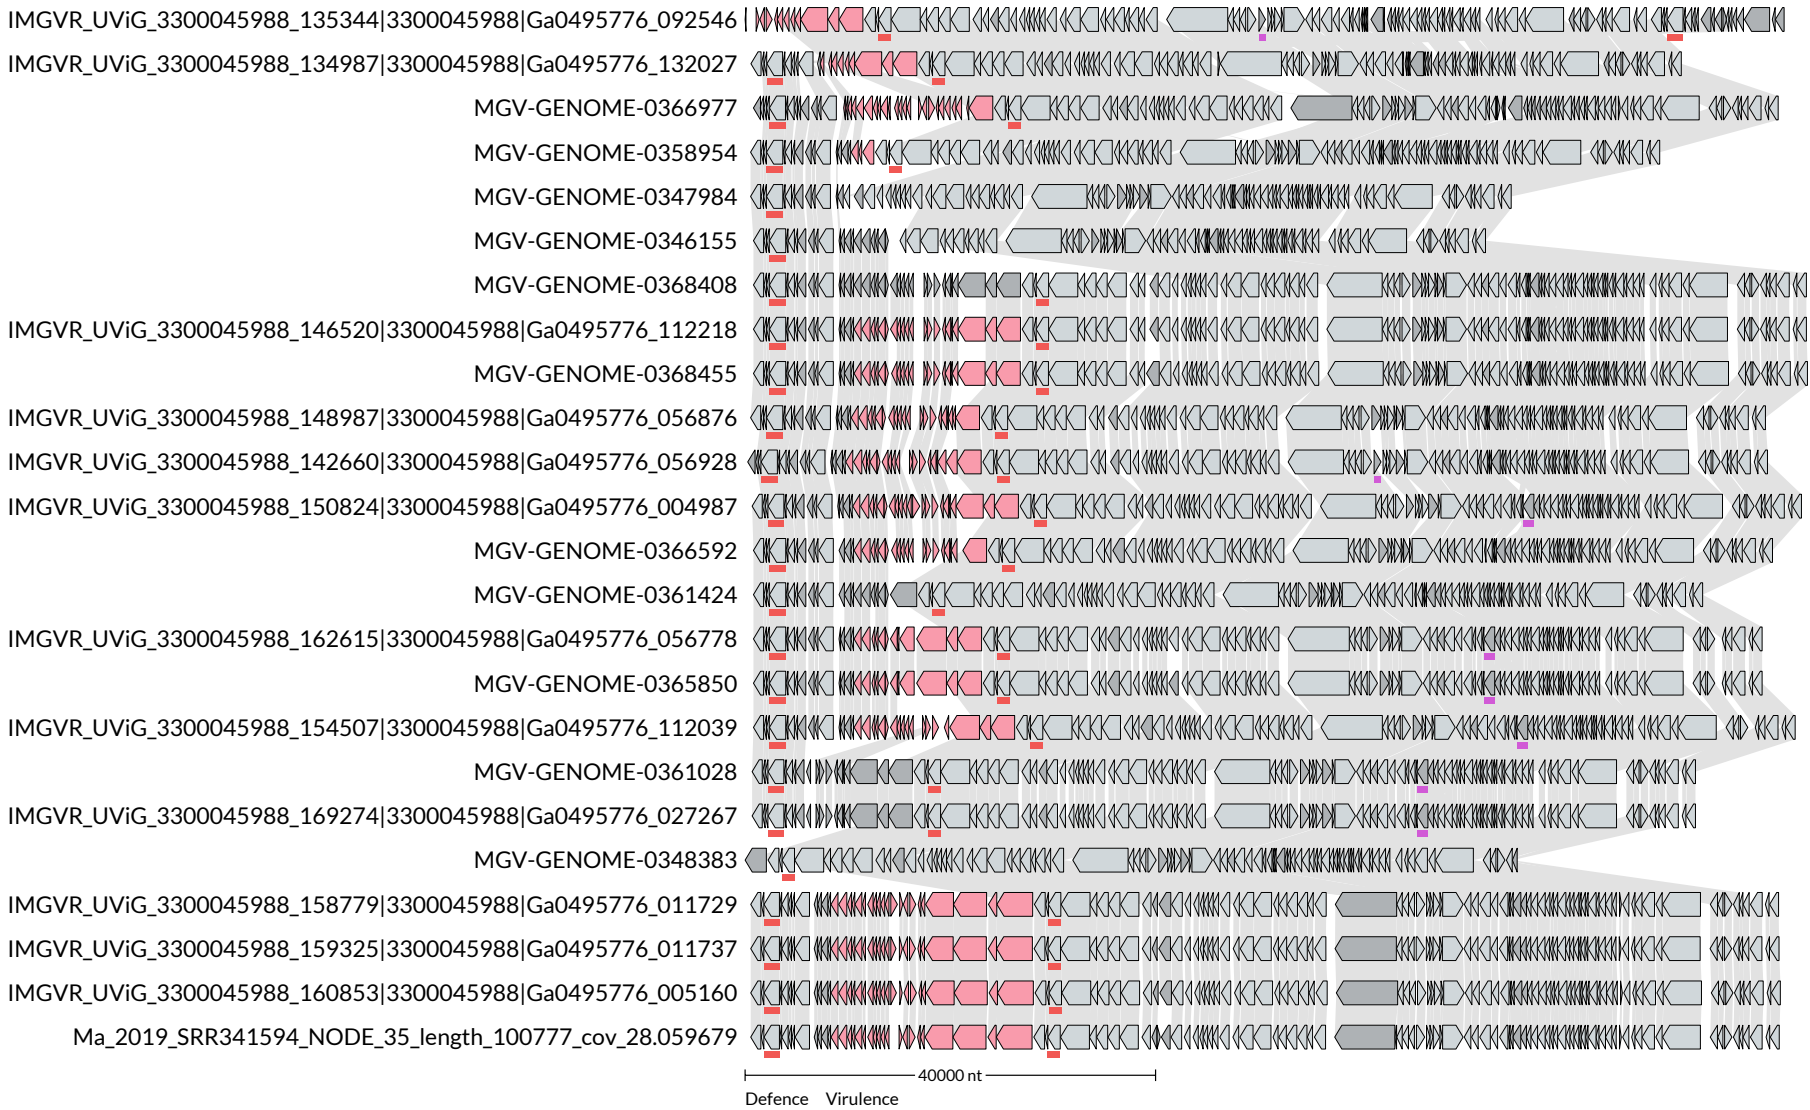 IMGVR_UViG_3300045988_135344|3300045988|Ga0495776_092546
IMGVR_UViG_3300045988_134987|3300045988|Ga0495776_132027
MGV-GENOME-0366977
MGV-GENOME-0358954
MGV-GENOME-0347984
MGV-GENOME-0346155
MGV-GENOME-0368408
IMGVR_UViG_3300045988_146520|3300045988|Ga0495776_112218
MGV-GENOME-0368455
IMGVR_UViG_3300045988_148987|3300045988|Ga0495776_056876
IMGVR_UViG_3300045988_142660|3300045988|Ga0495776_056928
IMGVR_UViG_3300045988_150824|3300045988|Ga0495776_004987
MGV-GENOME-0366592
MGV-GENOME-0361424
IMGVR_UViG_3300045988_162615|3300045988|Ga0495776_056778
MGV-GENOME-0365850
IMGVR_UViG_3300045988_154507|3300045988|Ga0495776_112039
MGV-GENOME-0361028
IMGVR_UViG_3300045988_169274|3300045988|Ga0495776_027267
MGV-GENOME-0348383
IMGVR_UViG_3300045988_158779|3300045988|Ga0495776_011729
IMGVR_UViG_3300045988_159325|3300045988|Ga0495776_011737
IMGVR_UViG_3300045988_160853|3300045988|Ga0495776_005160
Ma_2019_SRR341594_NODE_35_length_100777_cov_28.059679
40000 nt
Defence Virulence